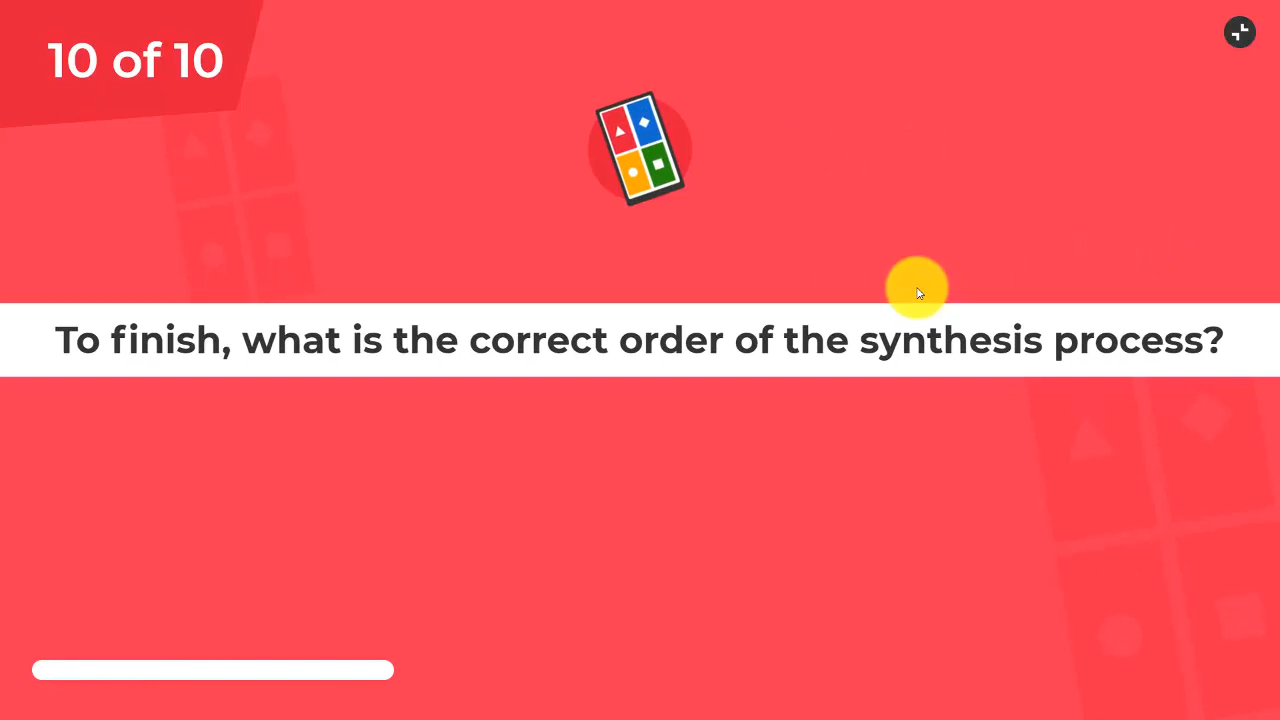 10 of 10
To finish, what is the correct order of the synthesis process?